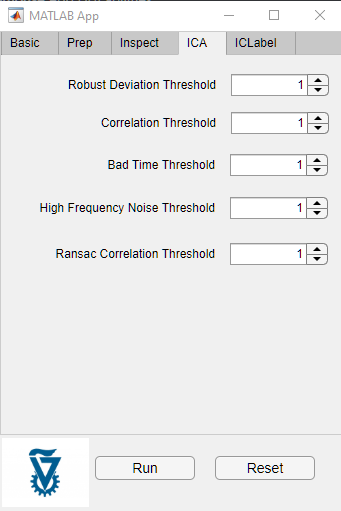 MATLAB App
Basic Prep Inspect ICA ICLabel
Robust Deviation Threshold 1
Correlation Threshold 1
Bad Time Threshold 1
High Frequency Noise Threshold 1
Ransac Correlation Threshold 1
Run Reset